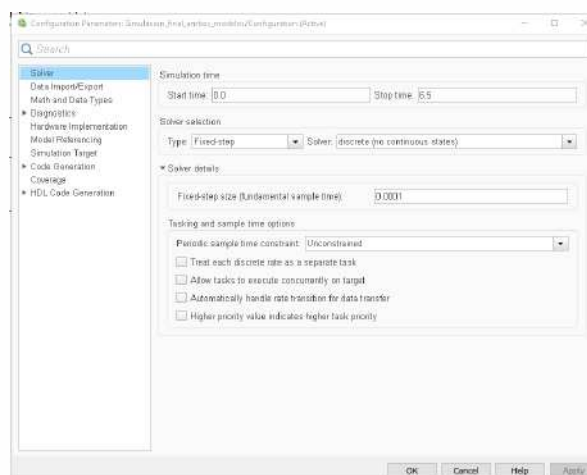 Configuration Parameters: Simulation_final_
Configuration (Active)
Search
Solver
Data Import/Export
Math and Data Types
Diagnostics
Hardware Implementation
Model Referencing
Simulation Target
Code Generation
Coverage
HDL Code Generation
Simulation time
Start time: 0.0 Stop time: 6.5
Solver selection
Type: Fixed-step Solver: discrete (no continuous states)
Solver details
Fixed-step size (fundamental sample time): 0.0001
Tasking and sample time options
Periodic sample time constraint: Unconstrained
Treat each discrete rate as a separate task
Allow tasks to execute concurrently on target
Automatically handle rate transition for data transfer
Higher priority value indicates higher task priority
OK Cancel Help Apply